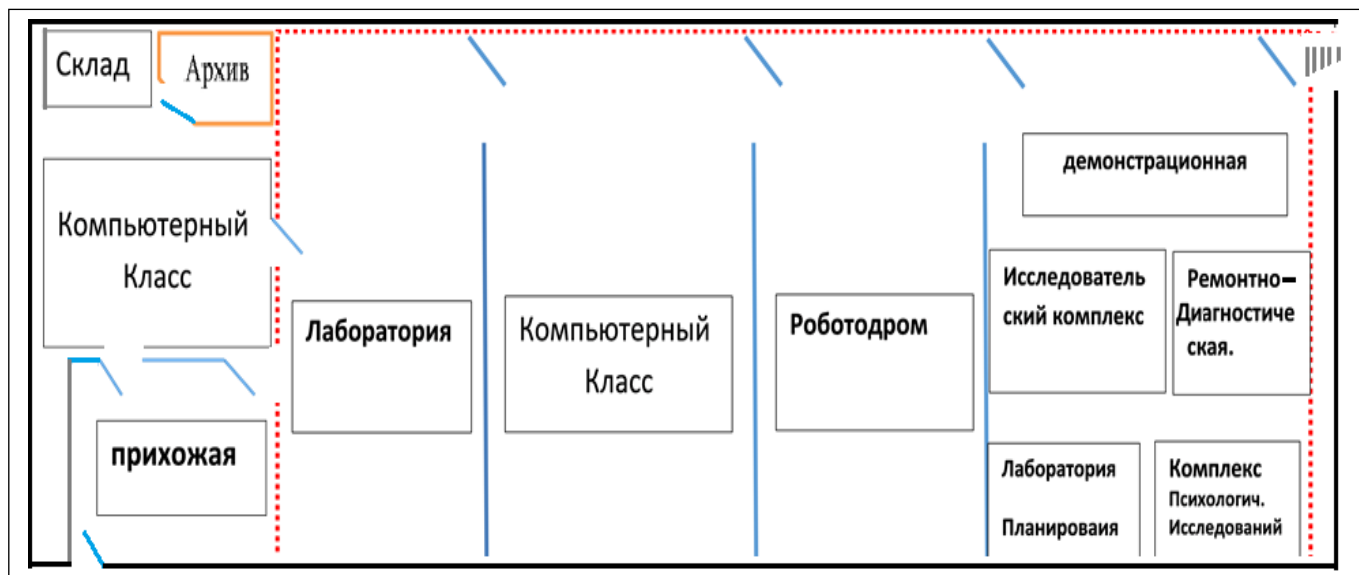 Склад
Архив
Компьютерный
Класс
прихожая
Лаборатория
Компьютерный
Класс
Роботодром
демонстрационная
Исследователь
ский комплекс
Ремонтно–
Диагностиче
ская.
Лаборатория
Планироваия
Комплекс
Психологич.
Исследований